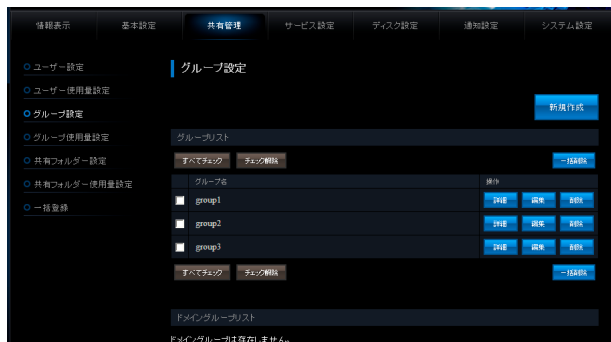 情報表示 基本設定 共有管理 サービス設定 ディスク設定 通知設定 システム設定
ユーザー設定
ユーザー使用量設定
グループ設定
グループ使用量設定
共有フォルダー設定
共有フォルダー使用量設定
一括登録
グループ設定
新規作成
グループリスト
すべてチェック チェック解除 一括削除
グループ名 操作
group1 詳細 編集 削除
group2 詳細 編集 削除
group3 詳細 編集 削除
すべてチェック チェック解除 一括削除
ドメイングループリスト
ドメイングループは存在しません。